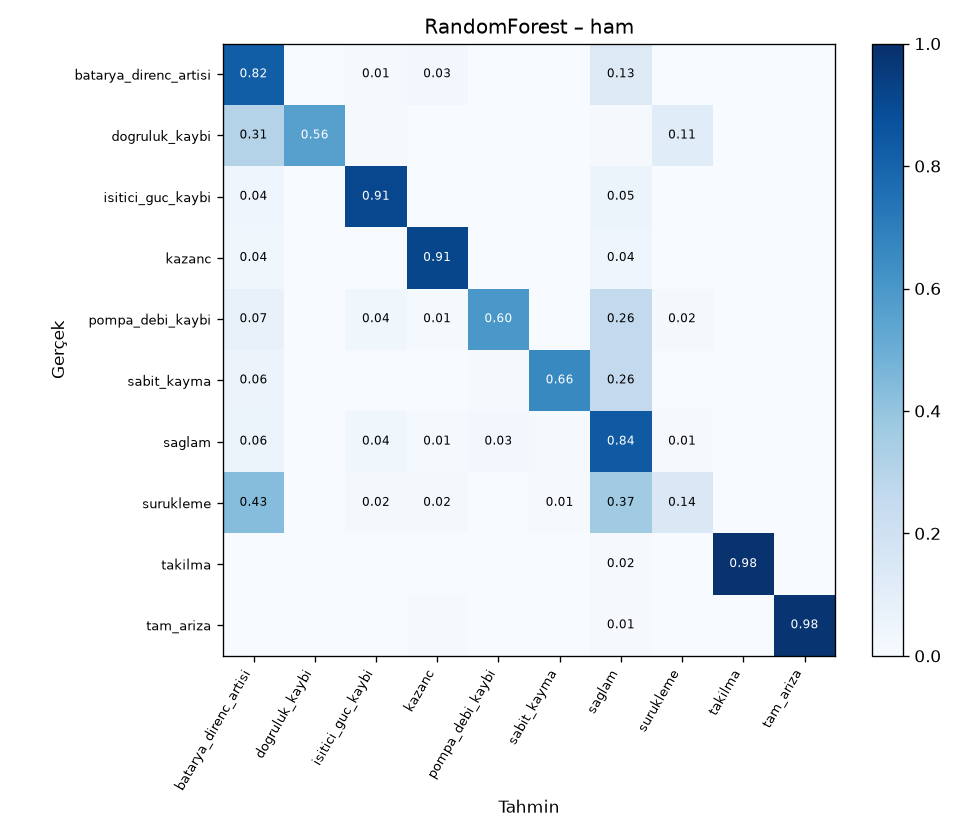 RandomForest – ham
batarya_direnc_artisi 0.82 0.01 0.03 0.13
dogruluk_kaybi 0.31 0.56 0.11
isitici_guc_kaybi 0.04 0.91 0.05
kazanc 0.04 0.91 0.04
pompa_debi_kaybi 0.07 0.04 0.01 0.60 0.26 0.02
sabit_kayma 0.06 0.66 0.26
saglam 0.06 0.04 0.01 0.03 0.84 0.01
surukleme 0.43 0.02 0.02 0.01 0.37 0.14
takilma 0.02 0.98
tam_ariza 0.01 0.98
Gerçek
batarya_direnc_artisi
dogruluk_kaybi
isitici_guc_kaybi
kazanc
pompa_debi_kaybi
sabit_kayma
saglam
surukleme
takilma
tam_ariza
Tahmin
1.0
0.8
0.6
0.4
0.2
0.0